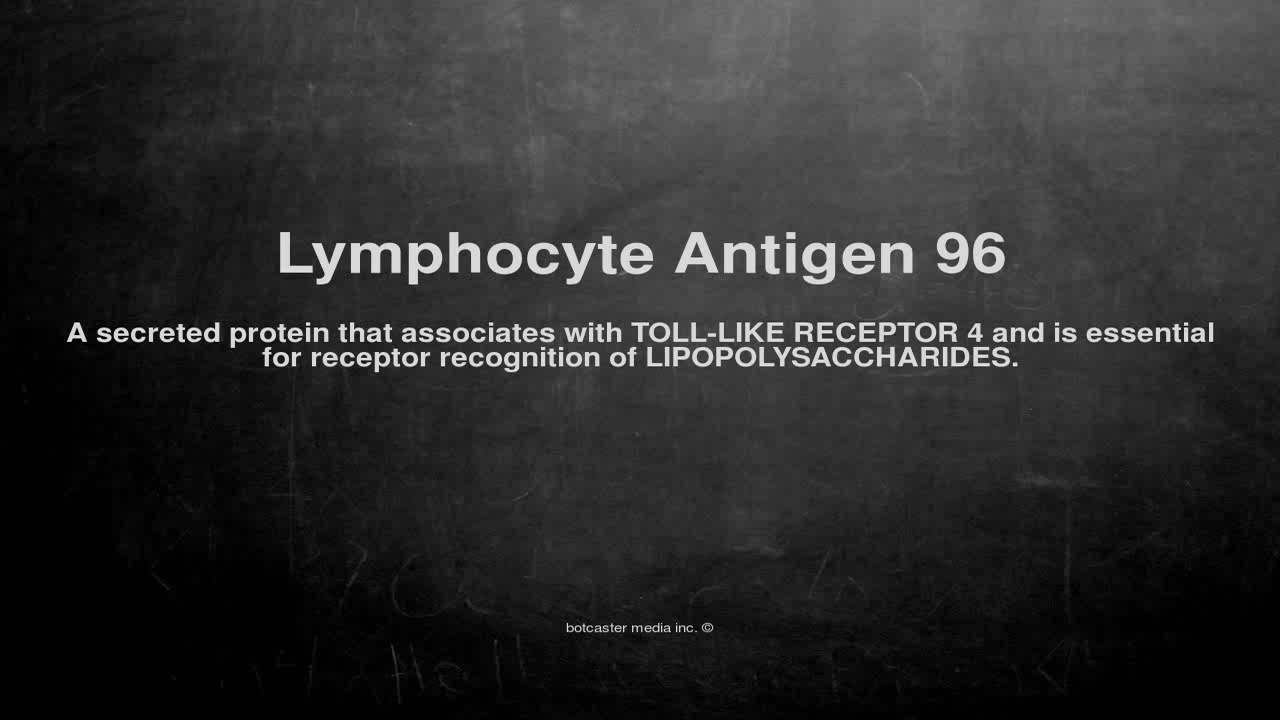 Lymphocyte Antigen 96
A secreted protein that associates with TOLL-LIKE RECEPTOR 4 and is essential
for receptor recognition of LIPOPOLYSACCHARIDES.
botcaster media inc. ©